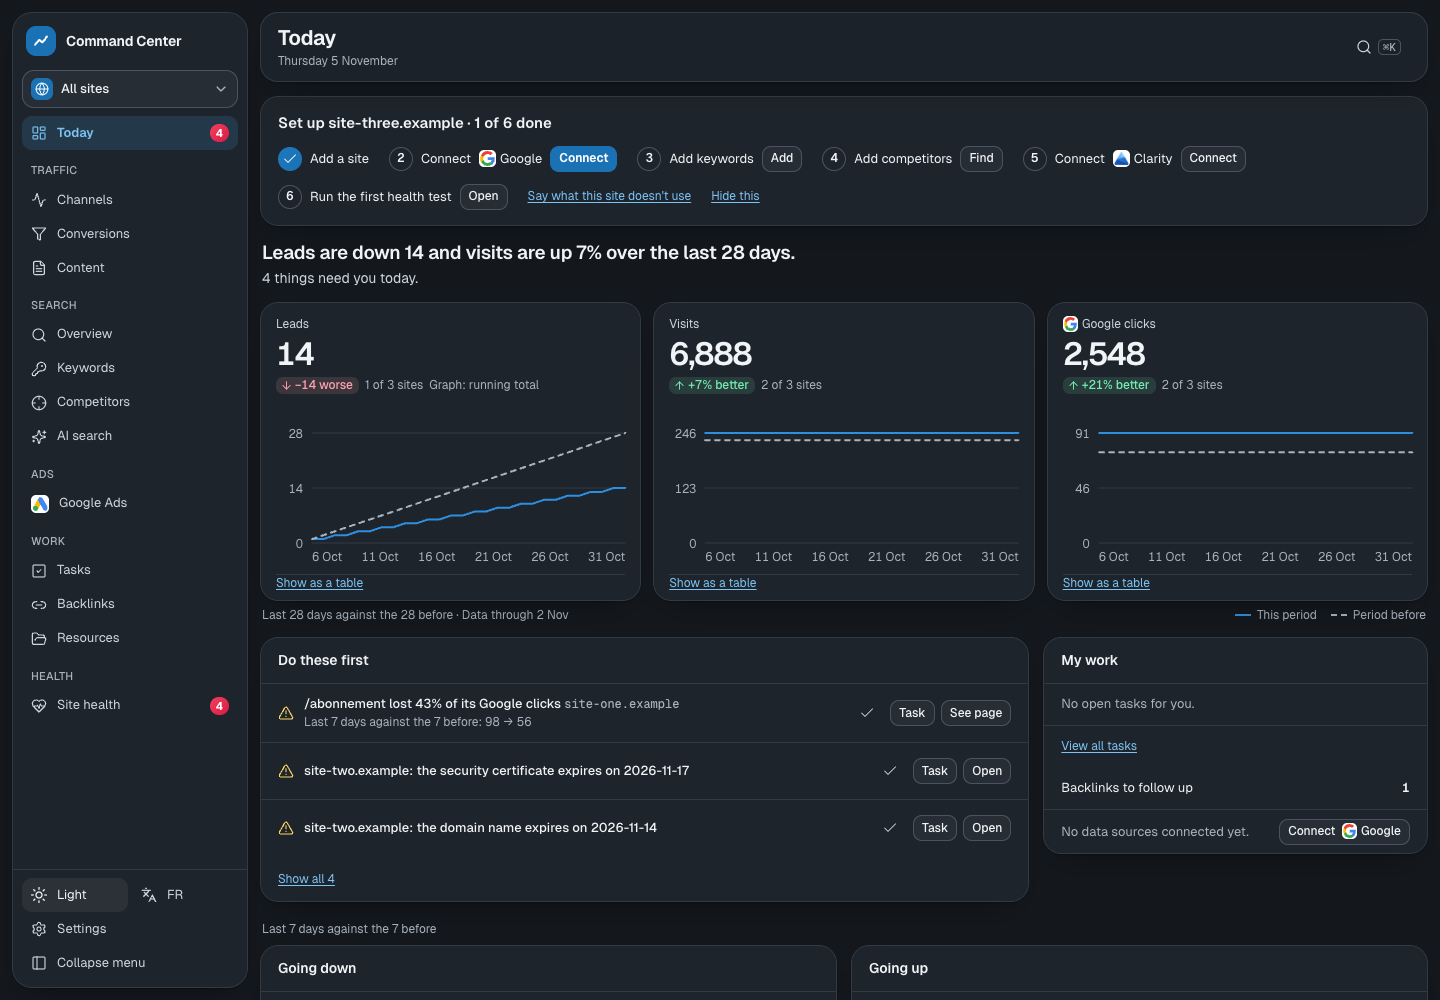 Command Center
All sites
Today 4
TRAFFIC
Channels
Conversions
Content
SEARCH
Overview
Keywords
Competitors
AI search
ADS
Google Ads
WORK
Tasks
Backlinks
Resources
HEALTH
Site health 4
Light FR
Settings
Collapse menu
Today
Thursday 5 November
⌘K
Set up site-three.example · 1 of 6 done
Add a site 2 Connect Google Connect 3 Add keywords Add 4 Add competitors Find 5 Connect Clarity Connect
6 Run the first health test Open Say what this site doesn't use Hide this
Leads are down 14 and visits are up 7% over the last 28 days.
4 things need you today.
Leads
14
↓ −14 worse 1 of 3 sites Graph: running total
28
14
0
6 Oct 11 Oct 16 Oct 21 Oct 26 Oct 31 Oct
Show as a table
Visits
6,888
↑ +7% better 2 of 3 sites
246
123
0
6 Oct 11 Oct 16 Oct 21 Oct 26 Oct 31 Oct
Show as a table
Google clicks
2,548
↑ +21% better 2 of 3 sites
91
46
0
6 Oct 11 Oct 16 Oct 21 Oct 26 Oct 31 Oct
Show as a table
Last 28 days against the 28 before · Data through 2 Nov
This period Period before
Do these first
/abonnement lost 43% of its Google clicks site-one.example
Last 7 days against the 7 before: 98 → 56
Task See page
site-two.example: the security certificate expires on 2026-11-17
Task Open
site-two.example: the domain name expires on 2026-11-14
Task Open
Show all 4
My work
No open tasks for you.
View all tasks
Backlinks to follow up 1
No data sources connected yet. Connect Google
Last 7 days against the 7 before
Going down
Going up